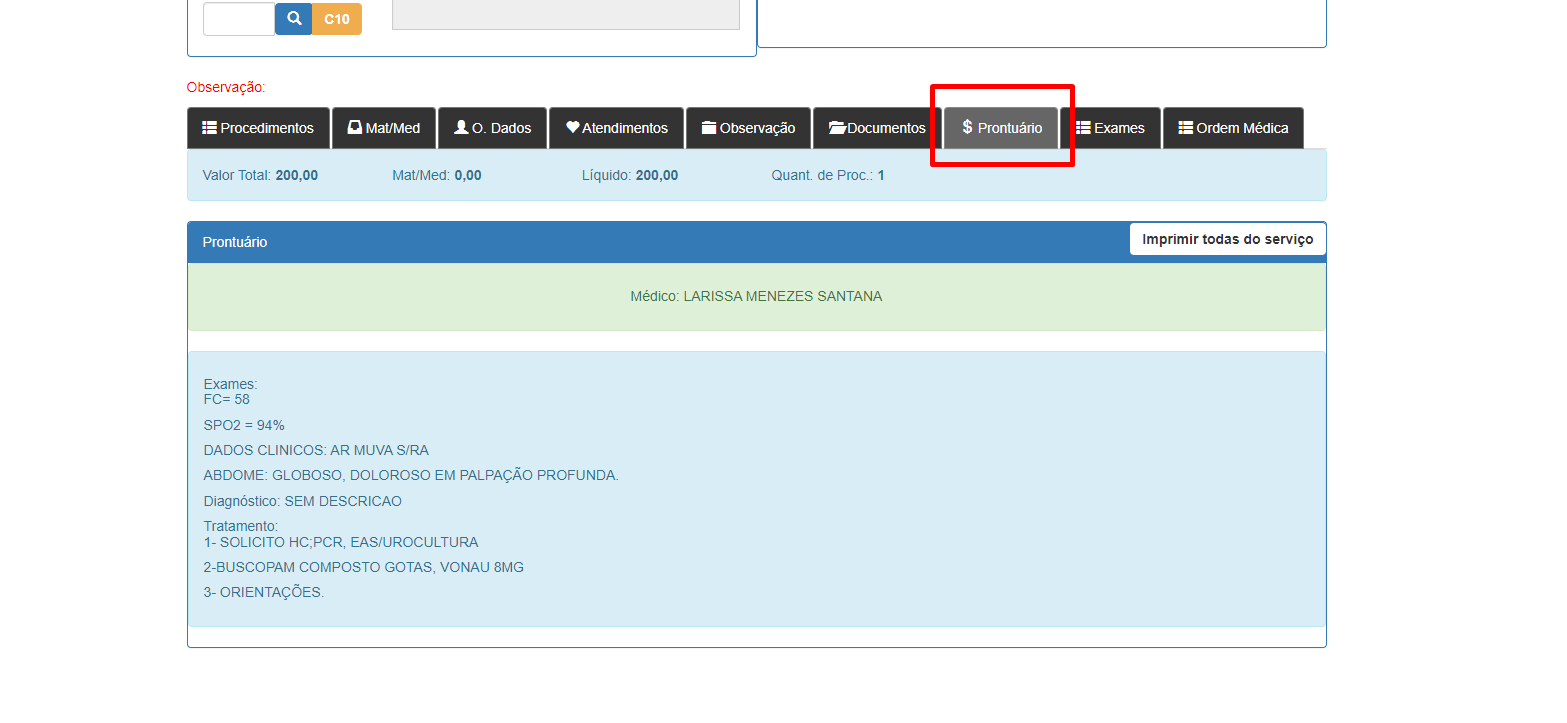 C10
Observação:
Procedimentos Mat/Med O. Dados Atendimentos Observação Documentos $ Prontuário Exames Ordem Médica
Valor Total: 200,00 Mat/Med: 0,00 Líquido: 200,00 Quant. de Proc.: 1
Prontuário Imprimir todas do serviço
Médico: LARISSA MENEZES SANTANA
Exames:
FC= 58
SPO2 = 94%
DADOS CLINICOS: AR MUVA S/RA
ABDOME: GLOBOSO, DOLOROSO EM PALPAÇÃO PROFUNDA.
Diagnóstico: SEM DESCRICAO
Tratamento:
1- SOLICITO HC;PCR, EAS/UROCULTURA
2-BUSCOPAM COMPOSTO GOTAS, VONAU 8MG
3- ORIENTAÇÕES.